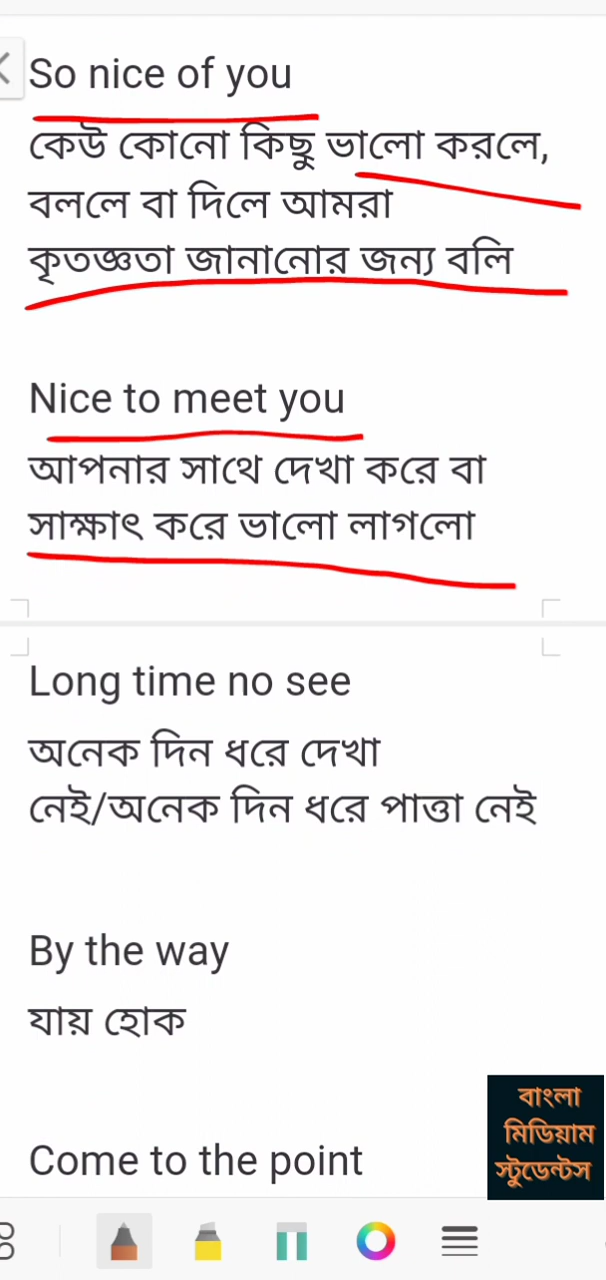 So nice of you
কেউ কোনো কিছু ভালো করলে,
বললে বা দিলে আমরা
কৃতজ্ঞতা জানানোর জন্য বলি
Nice to meet you
আপনার সাথে দেখা করে বা
সাক্ষাৎ করে ভালো লাগলো
Long time no see
অনেক দিন ধরে দেখা
নেই/অনেক দিন ধরে পাত্তা নেই
By the way
যায় হোক
Come to the point
বাংলা
মিডিয়াম
স্টুডেন্টস